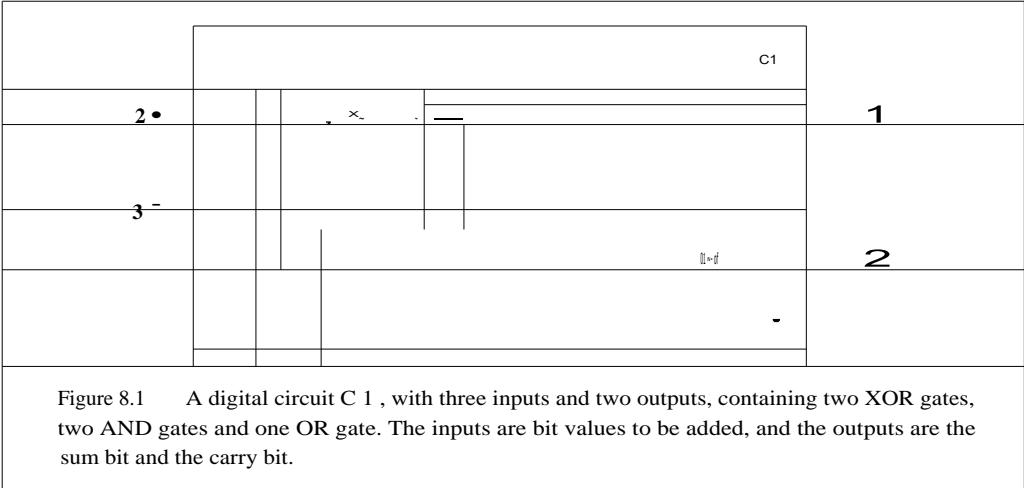 C1
2 •
1
3 -
2
Figure 8.1 A digital circuit C 1 , with three inputs and two outputs, containing two XOR gates,
two AND gates and one OR gate. The inputs are bit values to be added, and the outputs are the
sum bit and the carry bit.